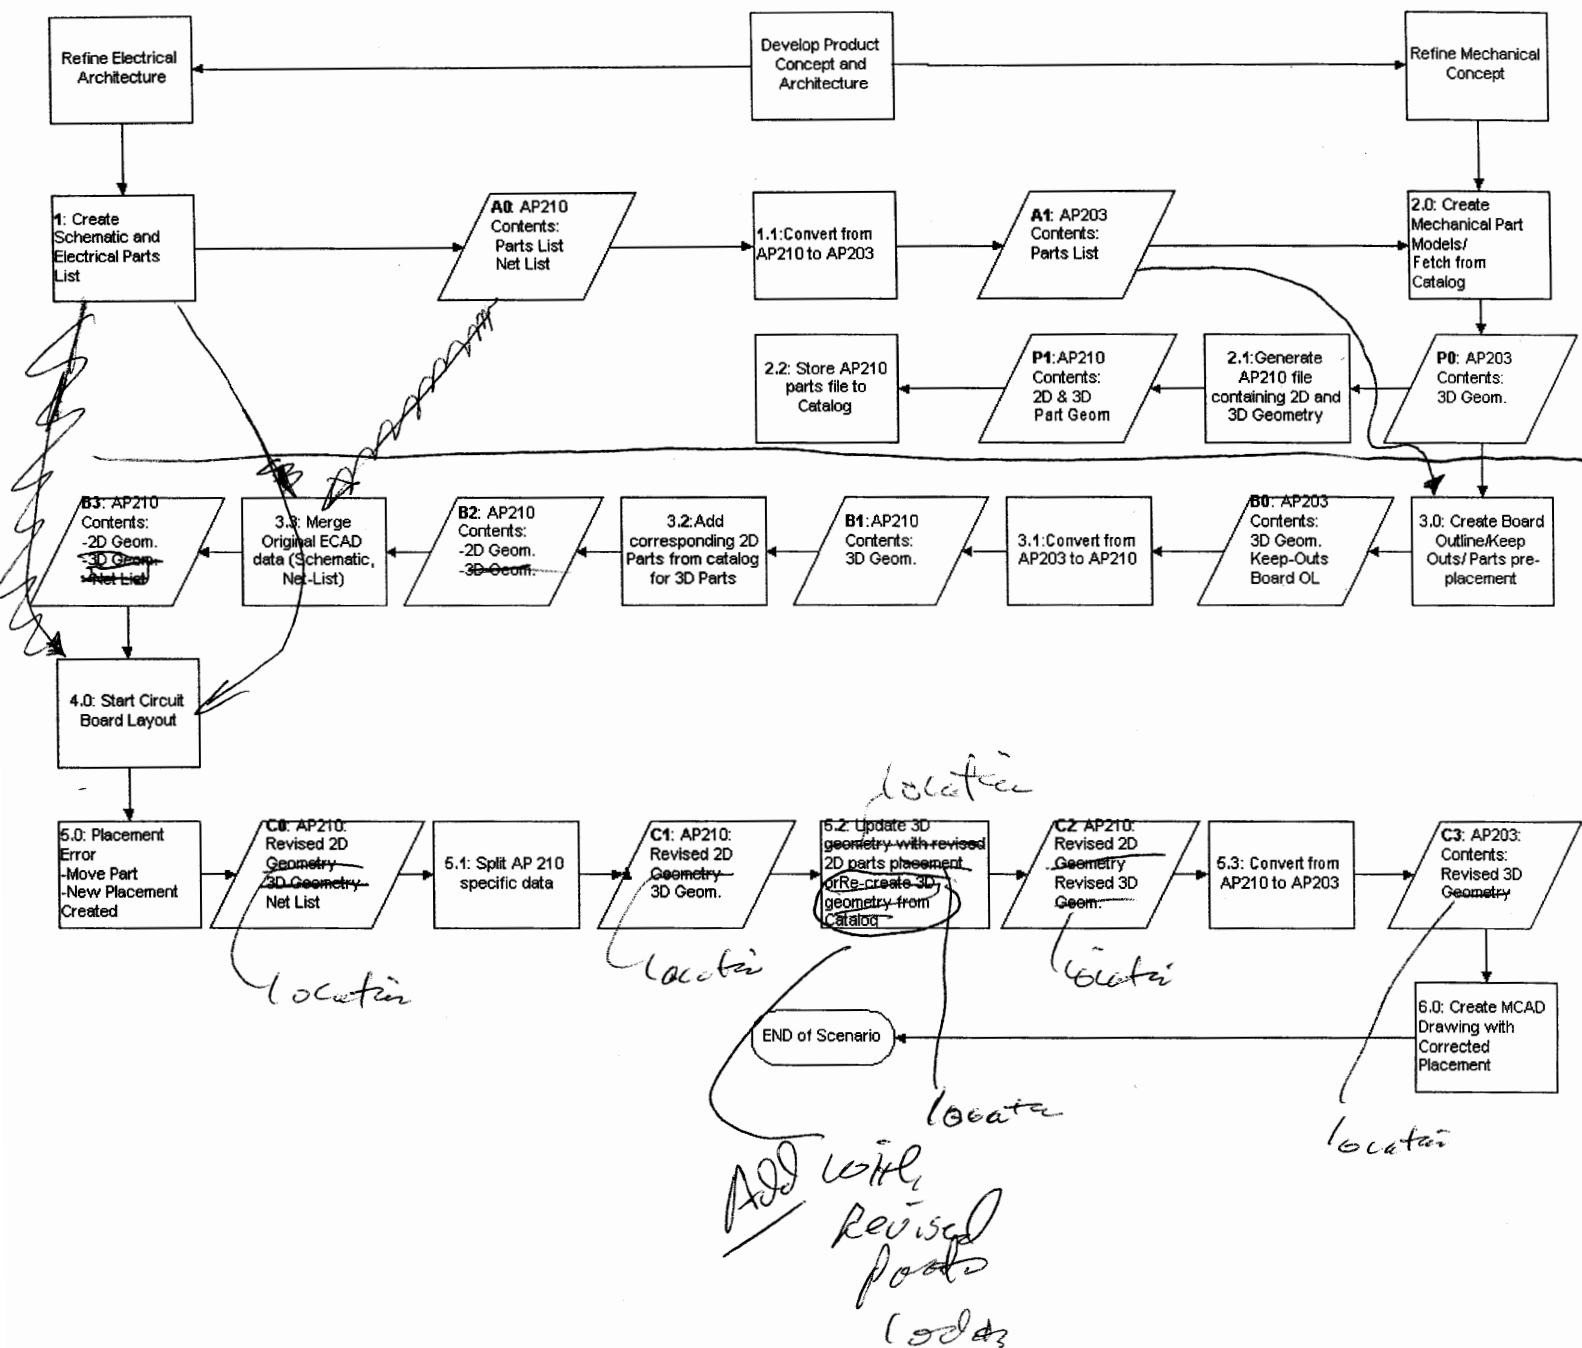 Refine Electrical
Architecture
Develop Product
Concept and
Architecture
Refine Mechanical
Concept
1: Create
Schematic and
Electrical Parts
List
A0: AP210
Contents:
Parts List
Net List
1.1:Convert from
AP210 to AP203
A1: AP203
Contents:
Parts List
2.0: Create
Mechanical Part
Models/
Fetch from
Catalog
2.2: Store AP210
parts file to
Catalog
P1:AP210
Contents:
2D & 3D
Part Geom
2.1:Generate
AP210 file
containing 2D and
3D Geometry
P0: AP203
Contents:
3D Geom.
B3: AP210
Contents:
-2D Geom.
-3D Geom.
-Net List
3.3: Merge
Original ECAD
data (Schematic,
Net-List)
B2: AP210
Contents:
-2D Geom.
-3D Geom.
3.2:Add
corresponding 2D
Parts from catalog
for 3D Parts
B1:AP210
Contents:
3D Geom.
3.1:Convert from
AP203 to AP210
B0: AP203
Contents:
3D Geom.
Keep-Outs
Board OL
3.0: Create Board
Outline/Keep
Outs/ Parts pre-
placement
4.0: Start Circuit
Board Layout
location
5.0: Placement
Error
-Move Part
-New Placement
Created
C0: AP210:
Revised 2D
Geometry
3D Geometry
Net List
5.1: Split AP 210
specific data
C1: AP210:
Revised 2D
Geometry
3D Geom.
5.2: Update 3D
geometry with revised
2D parts placement
orRe-create 3D
geometry from
Catalog
C2: AP210:
Revised 2D
Geometry
Revised 3D
Geom.
5.3: Convert from
AP210 to AP203
C3: AP203:
Contents:
Revised 3D
Geometry
location
location
location
END of Scenario
6.0: Create MCAD
Drawing with
Corrected
Placement
location
location
Add with
Revised
parts